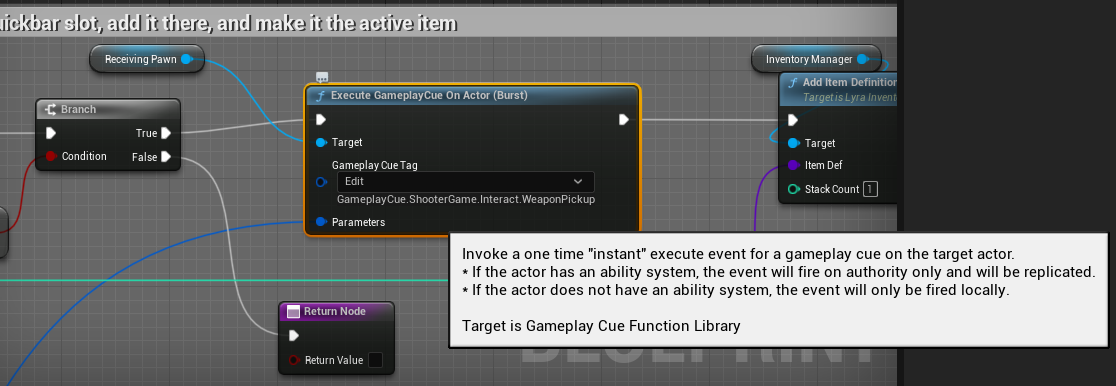 uickbar slot, add it there, and make it the active item
Receiving Pawn
Inventory Manager
Branch
True
Condition
False
Execute GameplayCue On Actor (Burst)
Target
Gameplay Cue Tag
Edit
GameplayCue.ShooterGame.Interact.WeaponPickup
Parameters
Add Item Definition
Target is Lyra Invent
Target
Item Def
Stack Count 1
Invoke a one time "instant" execute event for a gameplay cue on the target actor.
* If the actor has an ability system, the event will fire on authority only and will be replicated.
* If the actor does not have an ability system, the event will only be fired locally.
Target is Gameplay Cue Function Library
Return Node
Return Value
BLUEPRINT